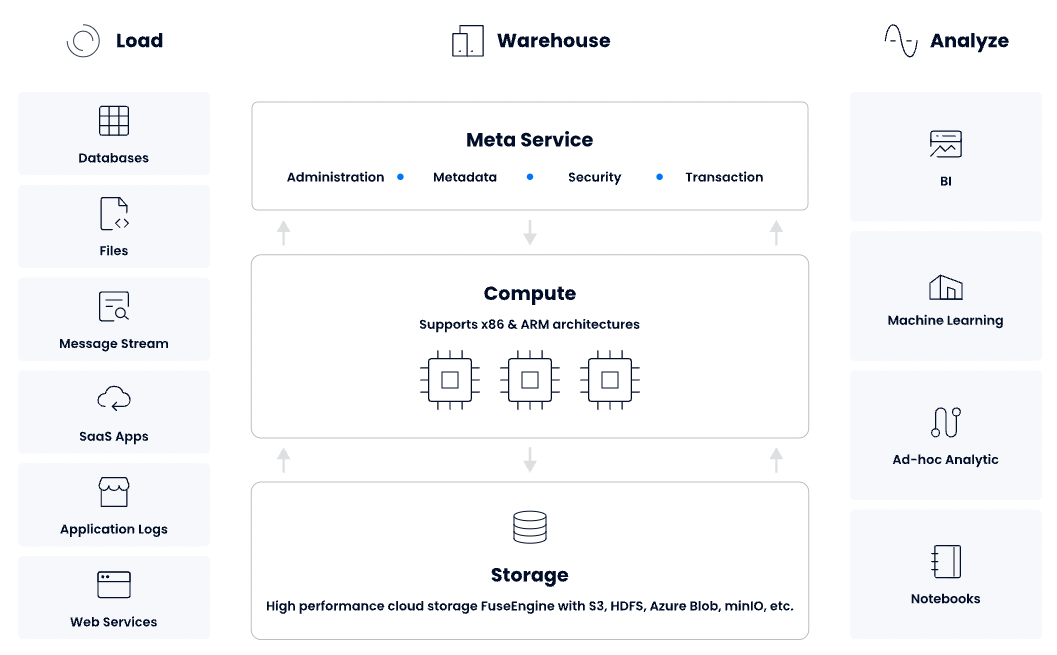 Load
Databases
Files
Message Stream
SaaS Apps
Application Logs
Web Services
Warehouse
Meta Service
Administration • Metadata • Security • Transaction
Compute
Supports x86 & ARM architectures
Storage
High performance cloud storage FuseEngine with S3, HDFS, Azure Blob, minIO, etc.
Analyze
BI
Machine Learning
Ad-hoc Analytic
Notebooks